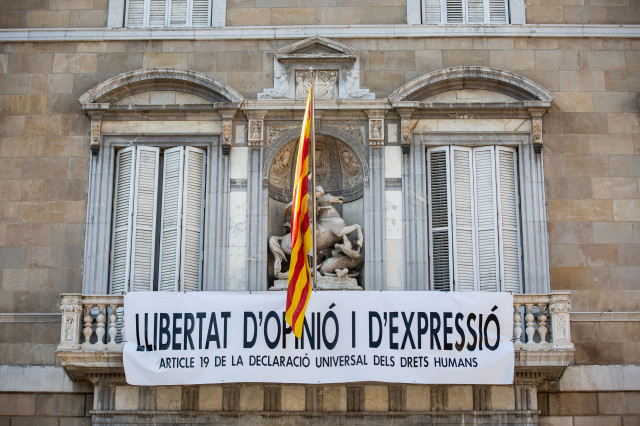 LLIBERTAT D'OPINIÓ I D'EXPRESSIÓ
ARTICLE 19 DE LA DECLARACIÓ UNIVERSAL DELS DRETS HUMANS